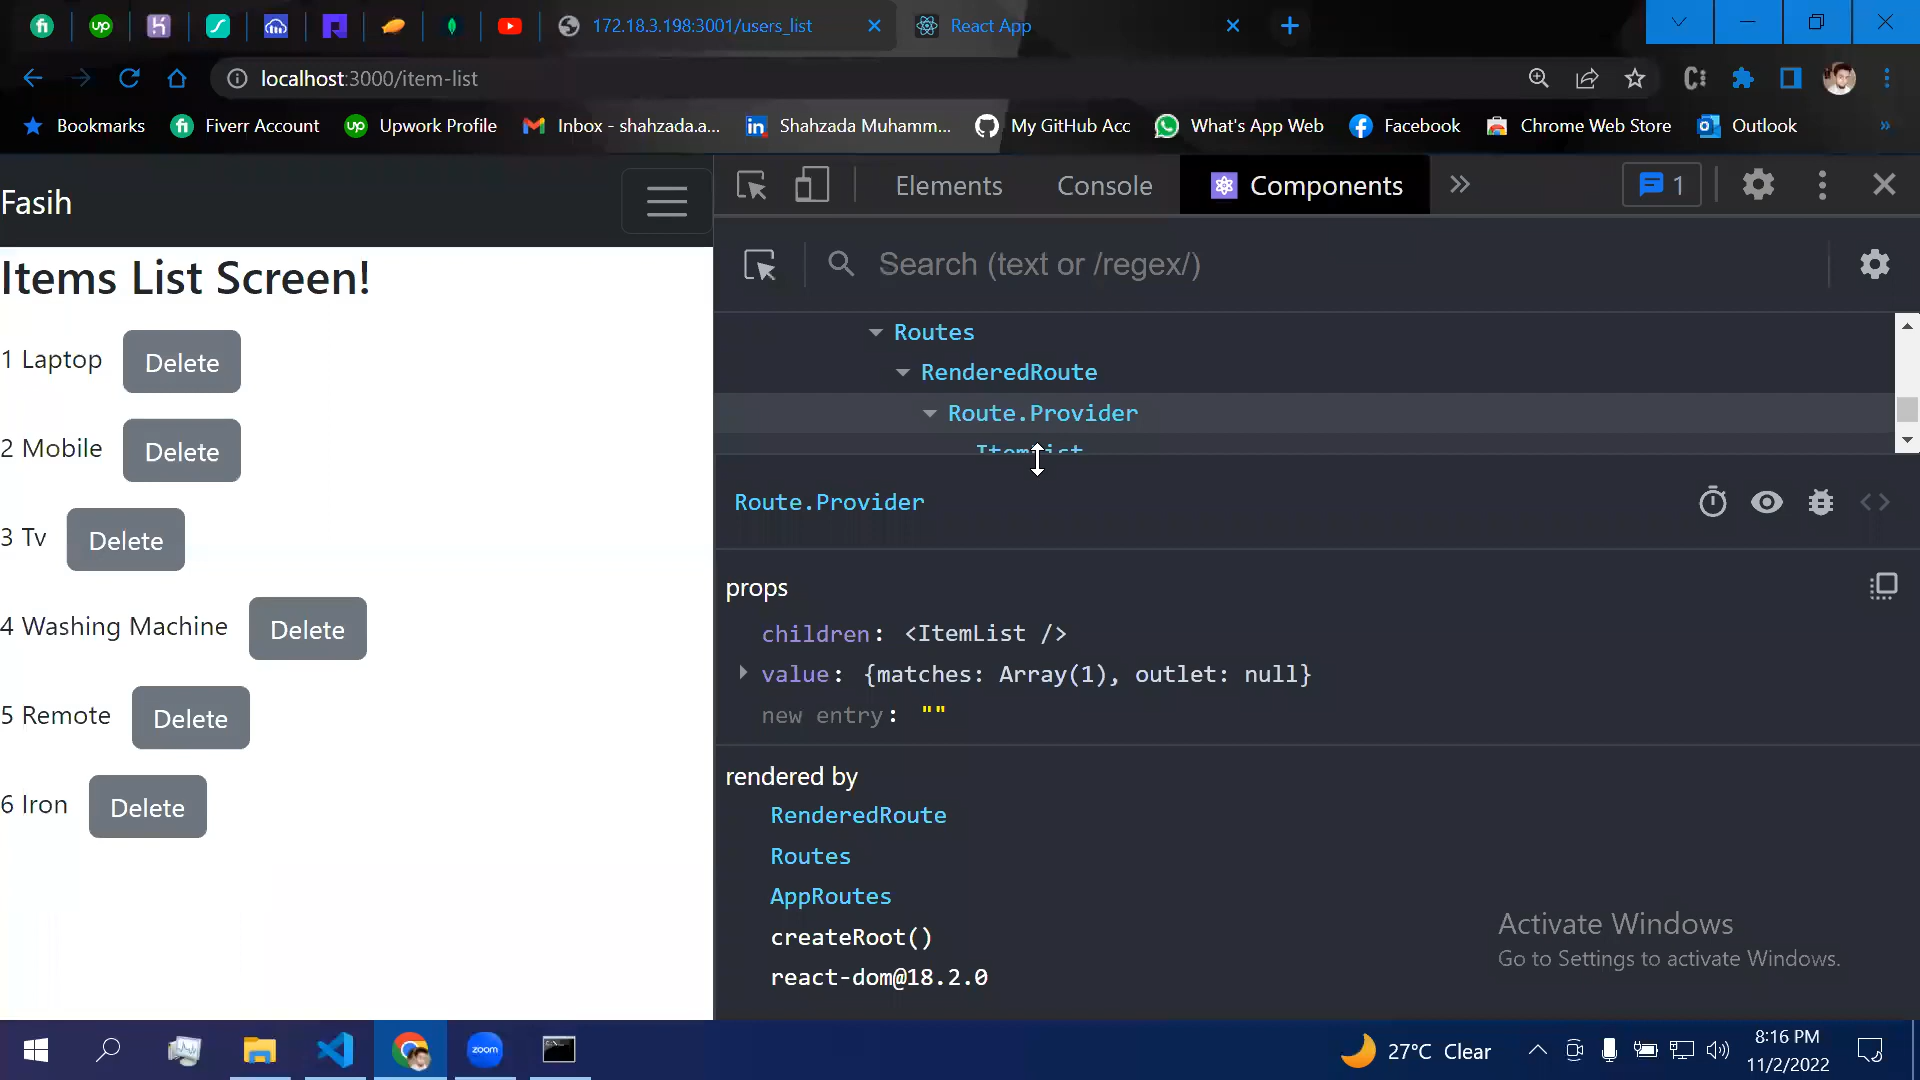 172.18.3.198:3001/users_list
React App
localhost:3000/item-list
Bookmarks
Fiverr Account
Upwork Profile
Inbox - shahzada.a...
Shahzada Muhamm...
My GitHub Acc
What's App Web
Facebook
Chrome Web Store
Outlook
Fasih
Items List Screen!
1 Laptop Delete
2 Mobile Delete
3 Tv Delete
4 Washing Machine Delete
5 Remote Delete
6 Iron Delete
Elements
Console
Components
1
Search (text or /regex/)
Routes
RenderedRoute
Route.Provider
ItemList
Route.Provider
props
children: <ItemList />
value: {matches: Array(1), outlet: null}
new entry: ""
rendered by
RenderedRoute
Routes
AppRoutes
createRoot()
react-dom@18.2.0
Activate Windows
Go to Settings to activate Windows.
zoom
27°C Clear
8:16 PM
11/2/2022